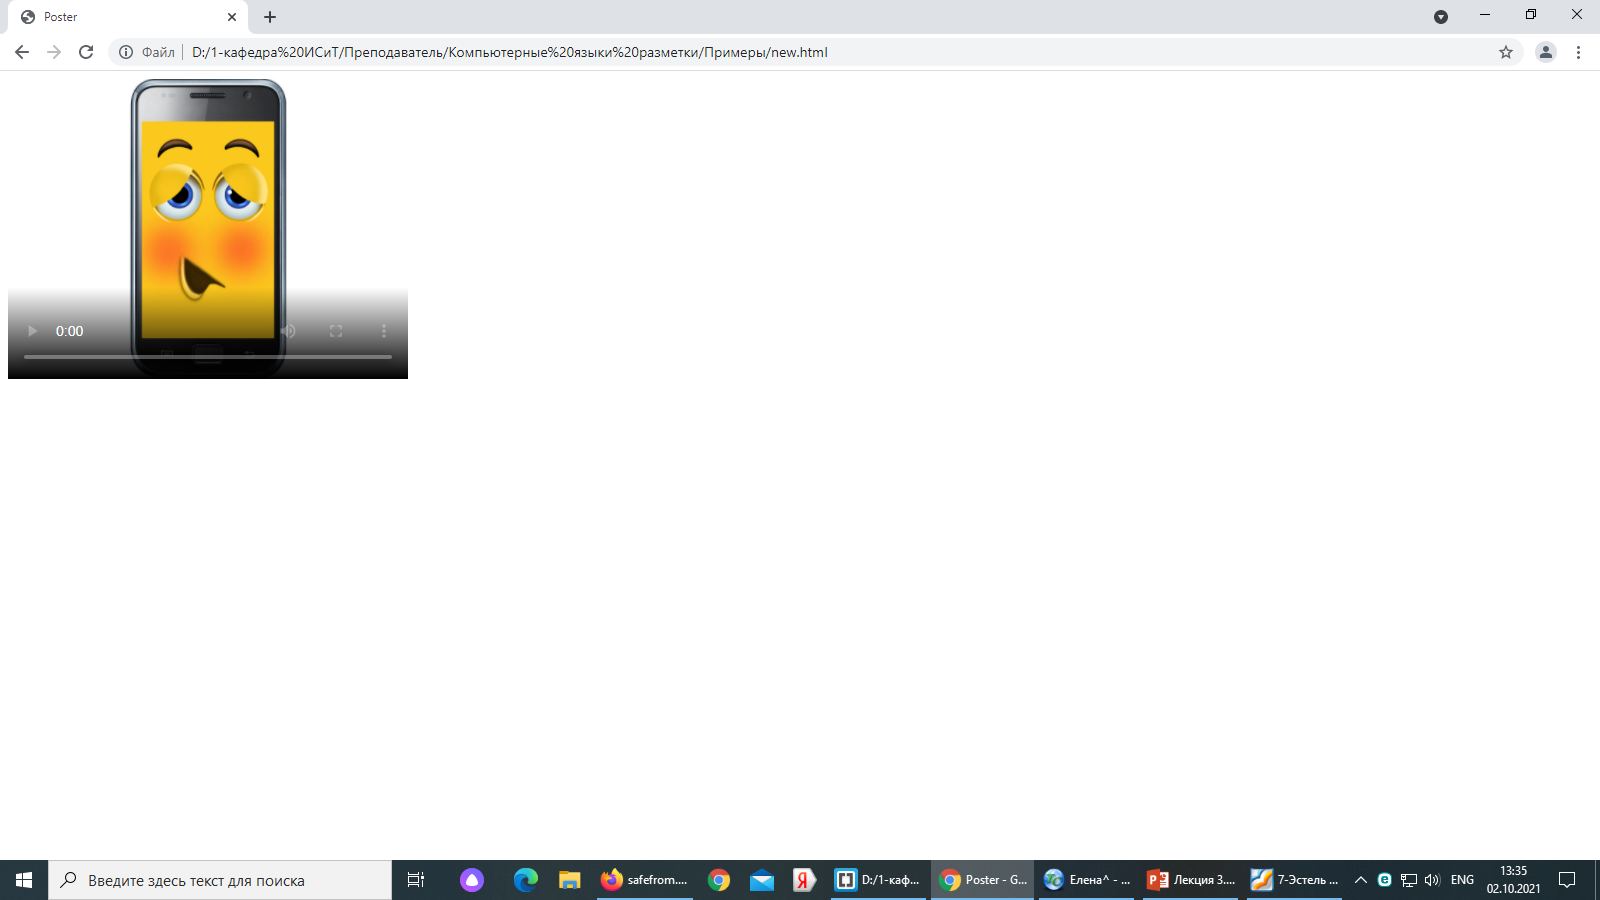 Poster
Файл D:/1-кафедра%20ИСиТ/Преподаватель/Компьютерные%20языки%20разметки/Примеры/new.html
0:00
Введите здесь текст для поиска
safefrom....
D:/1-каф...
Poster - G...
Елена^ - ...
Лекция 3....
7-Эстель ...
ENG
13:35
02.10.2021